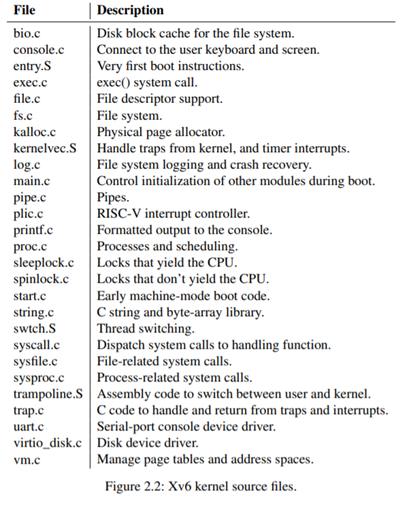 File Description
bio.c Disk block cache for the file system.
console.c Connect to the user keyboard and screen.
entry.S Very first boot instructions.
exec.c exec() system call.
file.c File descriptor support.
fs.c File system.
kalloc.c Physical page allocator.
kernelvec.S Handle traps from kernel, and timer interrupts.
log.c File system logging and crash recovery.
main.c Control initialization of other modules during boot.
pipe.c Pipes.
plic.c RISC-V interrupt controller.
printf.c Formatted output to the console.
proc.c Processes and scheduling.
sleeplock.c Locks that yield the CPU.
spinlock.c Locks that don't yield the CPU.
start.c Early machine-mode boot code.
string.c C string and byte-array library.
swtch.S Thread switching.
syscall.c Dispatch system calls to handling function.
sysfile.c File-related system calls.
sysproc.c Process-related system calls.
trampoline.S Assembly code to switch between user and kernel.
trap.c C code to handle and return from traps and interrupts.
uart.c Serial-port console device driver.
virtio_disk.c Disk device driver.
vm.c Manage page tables and address spaces.
Figure 2.2: Xv6 kernel source files.